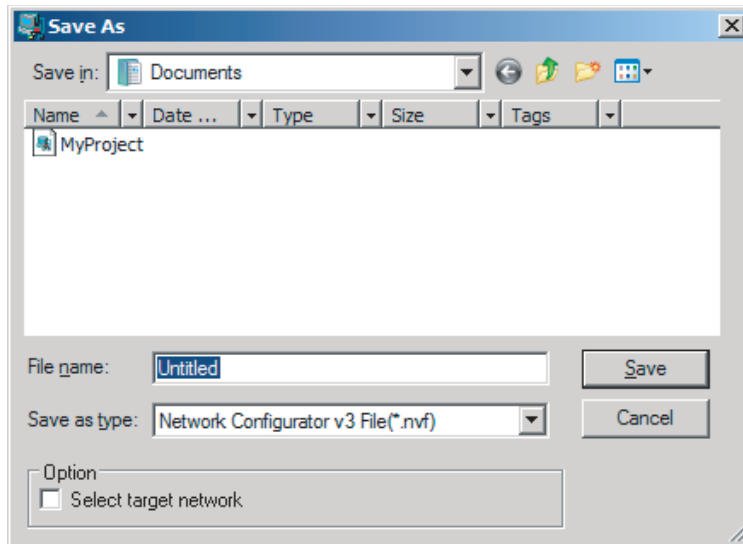 Save As
Save in: Documents
Name Date ... Type Size Tags
MyProject
File name: Untitled Save
Save as type: Network Configurator v3 File(*.nvf) Cancel
Option
Select target network